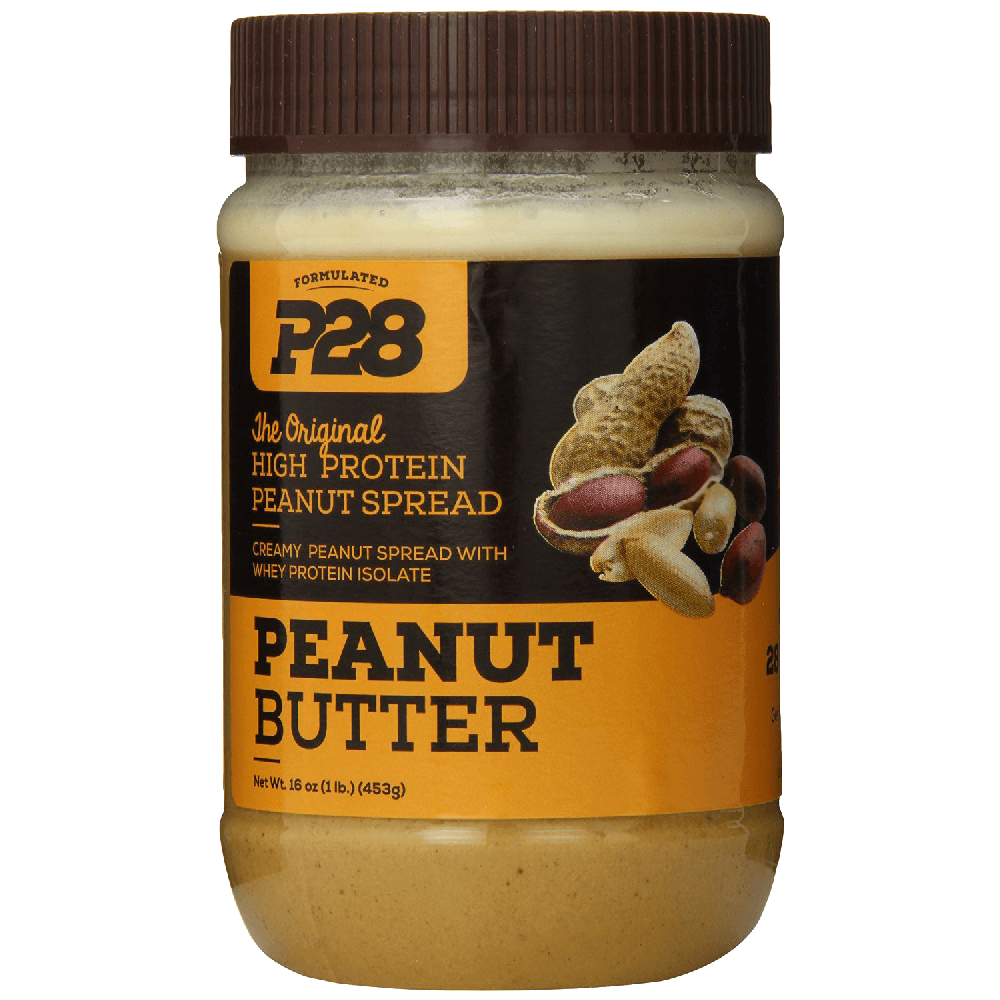 FORMULATED
P28
The Original
HIGH PROTEIN
PEANUT SPREAD
CREAMY PEANUT SPREAD WITH
WHEY PROTEIN ISOLATE
PEANUT
BUTTER
Net Wt. 16 oz (1 lb.) (453g)
28